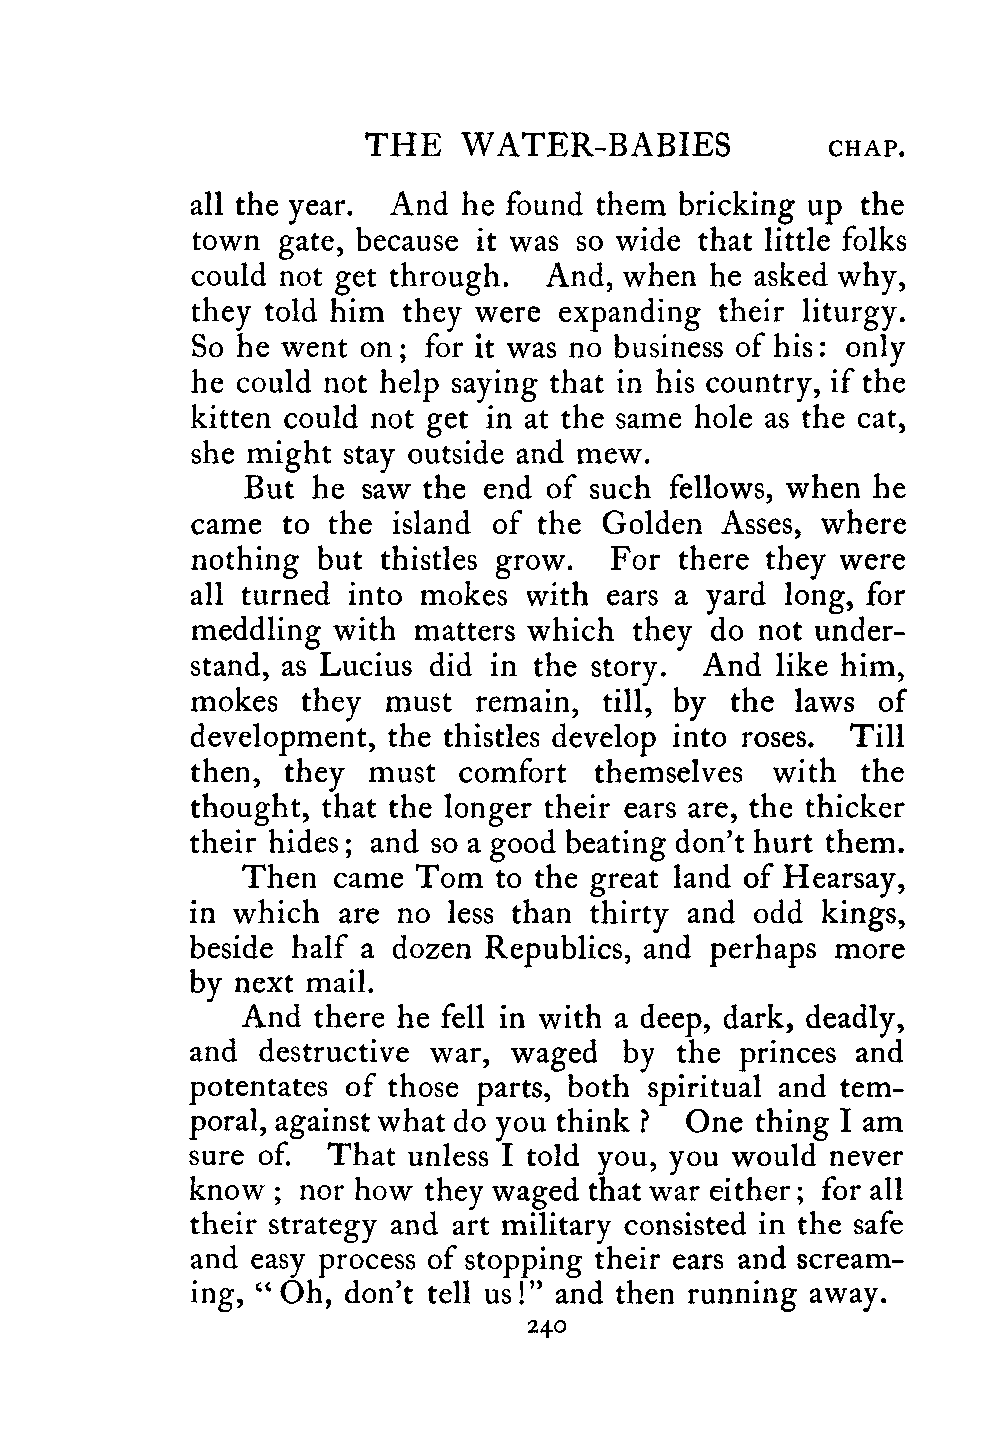 THE WATER-BABIES CHAP.
all the year. And he found them bricking up the
town gate, because it was so wide that little folks
could not get through. And, when he asked why,
they told him they were expanding their liturgy.
So he went on; for it was no business of his: only
he could not help saying that in his country, if the
kitten could not get in at the same hole as the cat,
she might stay outside and mew.
But he saw the end of such fellows, when he
came to the island of the Golden Asses, where
nothing but thistles grow. For there they were
all turned into mokes with ears a yard long, for
meddling with matters which they do not under-
stand, as Lucius did in the story. And like him,
mokes they must remain, till, by the laws of
development, the thistles develop into roses. Till
then, they must comfort themselves with the
thought, that the longer their ears are, the thicker
their hides; and so a good beating don't hurt them.
Then came Tom to the great land of Hearsay,
in which are no less than thirty and odd kings,
beside half a dozen Republics, and perhaps more
by next mail.
And there he fell in with a deep, dark, deadly,
and destructive war, waged by the princes and
potentates of those parts, both spiritual and tem-
poral, against what do you think? One thing I am
sure of. That unless I told you, you would never
know; nor how they waged that war either; for all
their strategy and art military consisted in the safe
and easy process of stopping their ears and scream-
ing, "Oh, don't tell us!" and then running away.
240